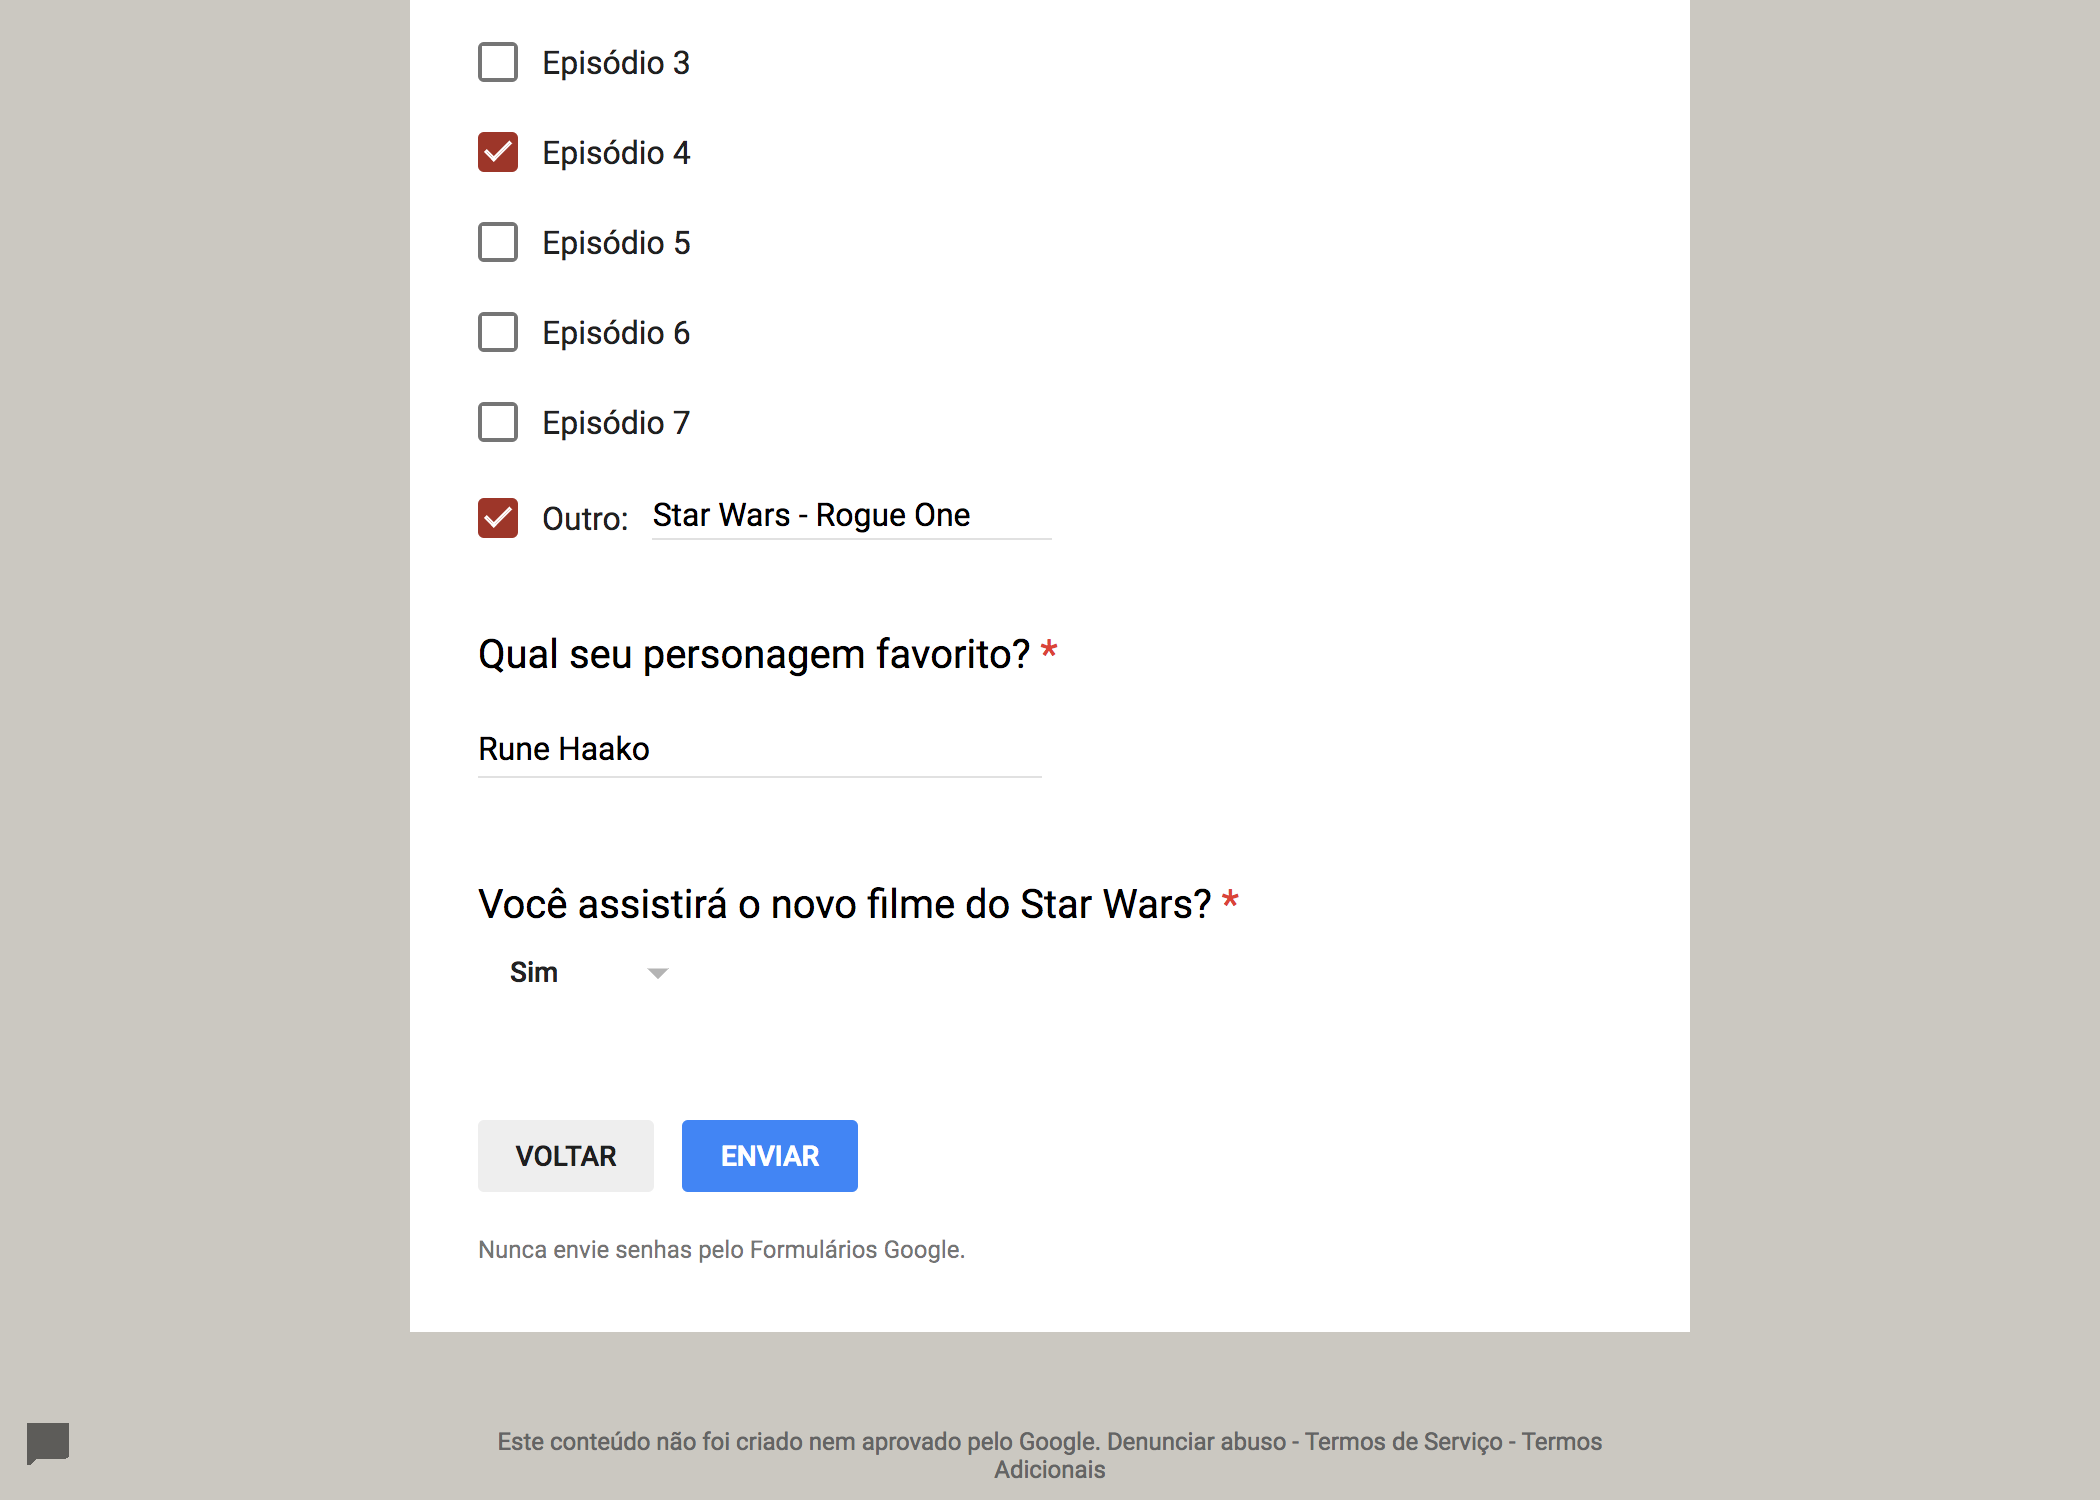 Episódio 3
Episódio 4
Episódio 5
Episódio 6
Episódio 7
Outro: Star Wars - Rogue One
Qual seu personagem favorito? *
Rune Haako
Você assistirá o novo filme do Star Wars? *
Sim
VOLTAR ENVIAR
Nunca envie senhas pelo Formulários Google.
Este conteúdo não foi criado nem aprovado pelo Google. Denunciar abuso - Termos de Serviço - Termos
Adicionais